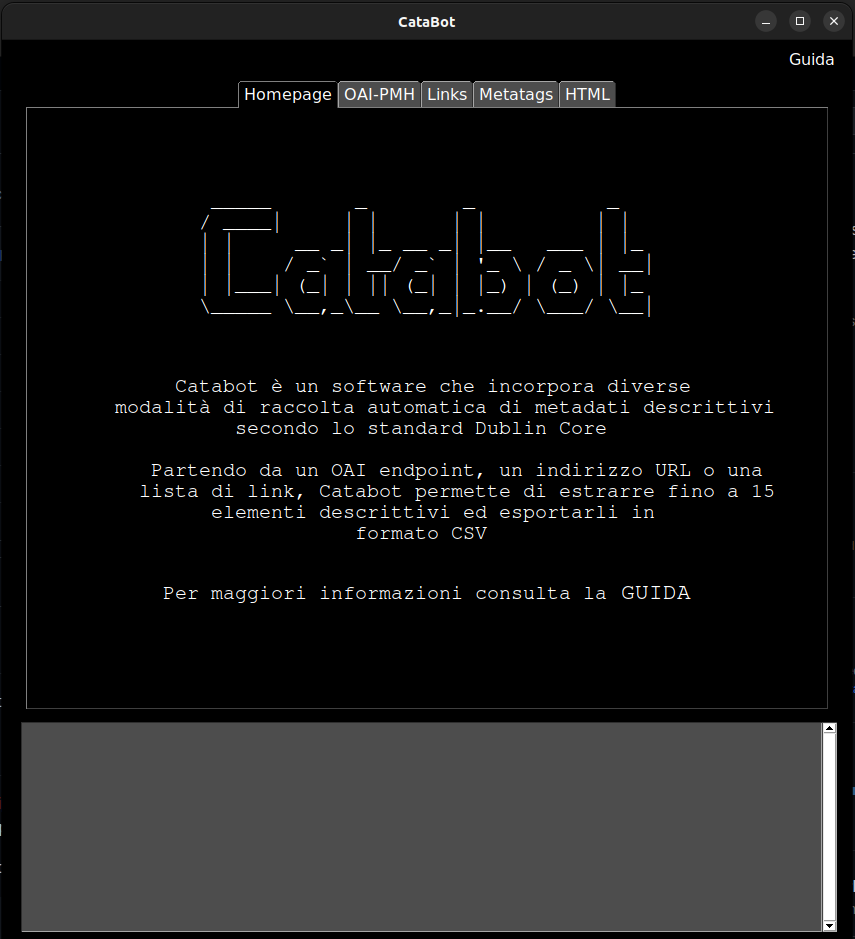 CataBot
Guida
Homepage OAI-PMH Links Metatags HTML
Catabot
Catabot è un software che incorpora diverse
modalità di raccolta automatica di metadati descrittivi
secondo lo standard Dublin Core
Partendo da un OAI endpoint, un indirizzo URL o una
lista di link, Catabot permette di estrarre fino a 15
elementi descrittivi ed esportarli in
formato CSV
Per maggiori informazioni consulta la GUIDA